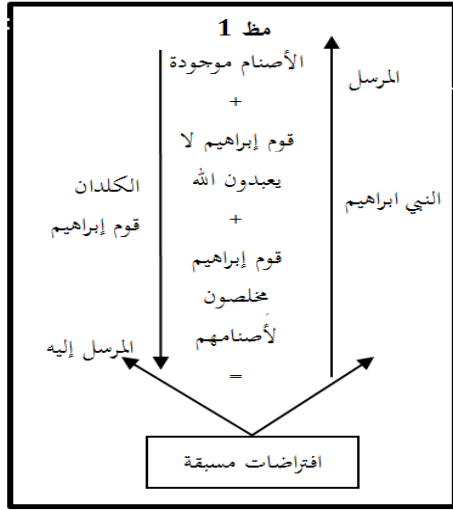 مظ 1
الأصنام موجودة
+
قوم إبراهيم لا
يعبدون الله
+
قوم إبراهيم
مخلصون
لأصنامهم
=
المرسل
النبي ابراهيم
الكلدان
قوم إبراهيم
المرسل إليه
افتراضات مسبقة